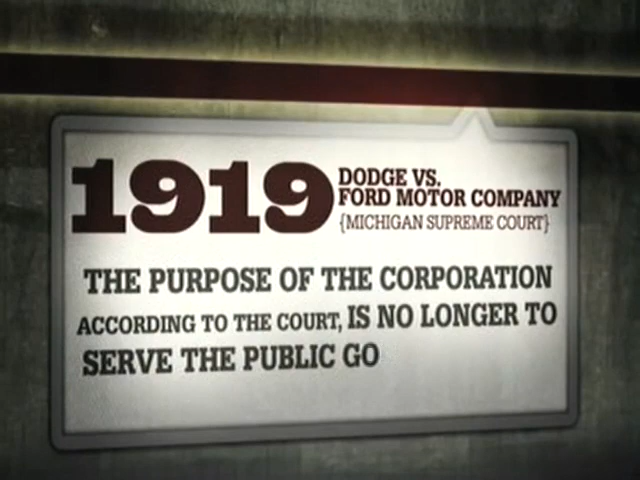 1919
DODGE VS.
FORD MOTOR COMPANY
{MICHIGAN SUPREME COURT}
THE PURPOSE OF THE CORPORATION
ACCORDING TO THE COURT, IS NO LONGER TO
SERVE THE PUBLIC GO